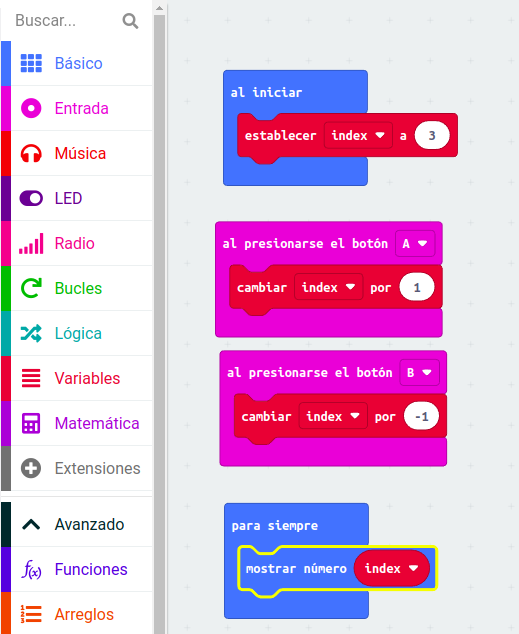 Buscar...
Básico
Entrada
Música
LED
Radio
Bucles
Lógica
Variables
Matemática
Extensiones
Avanzado
Funciones
Arreglos
al iniciar
establecer index a 3
al presionarse el botón A
cambiar index por 1
al presionarse el botón B
cambiar index por -1
para siempre
mostrar número index